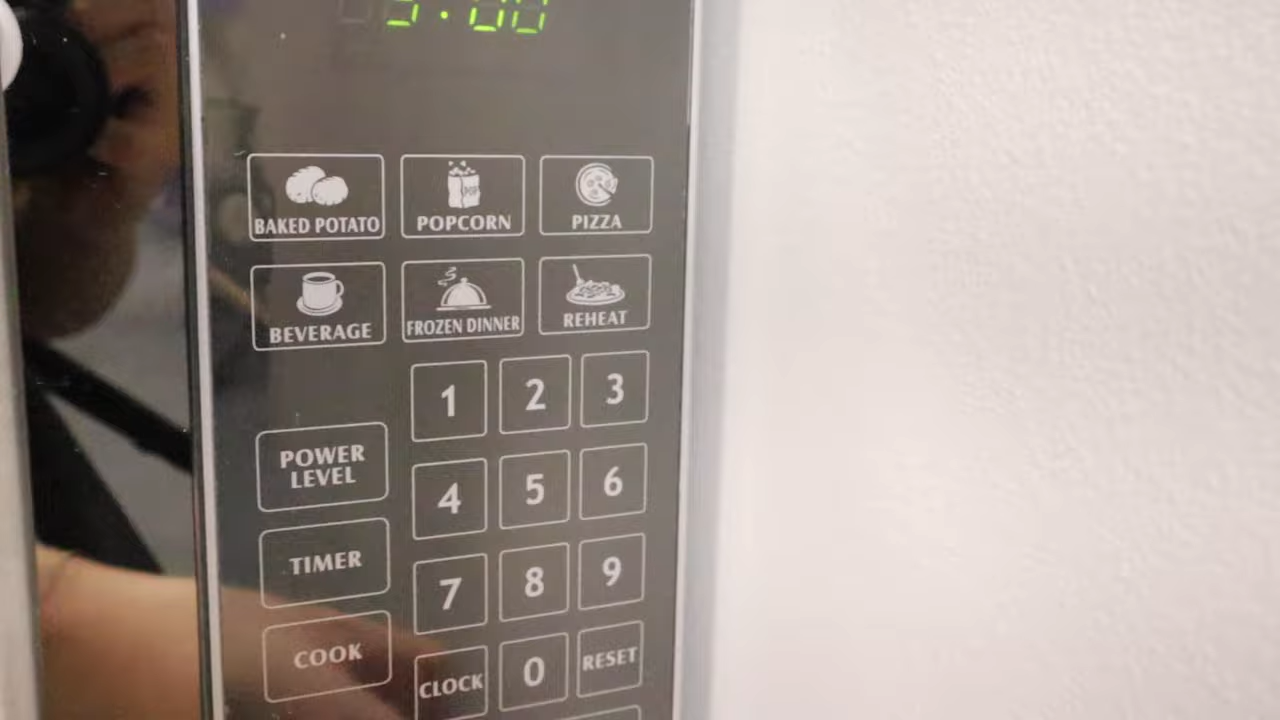 BAKED POTATO
POPCORN
POP
PIZZA
BEVERAGE
FROZEN DINNER
REHEAT
1 2 3
POWER
LEVEL
4 5 6
TIMER
7 8 9
COOK
CLOCK
0
RESET